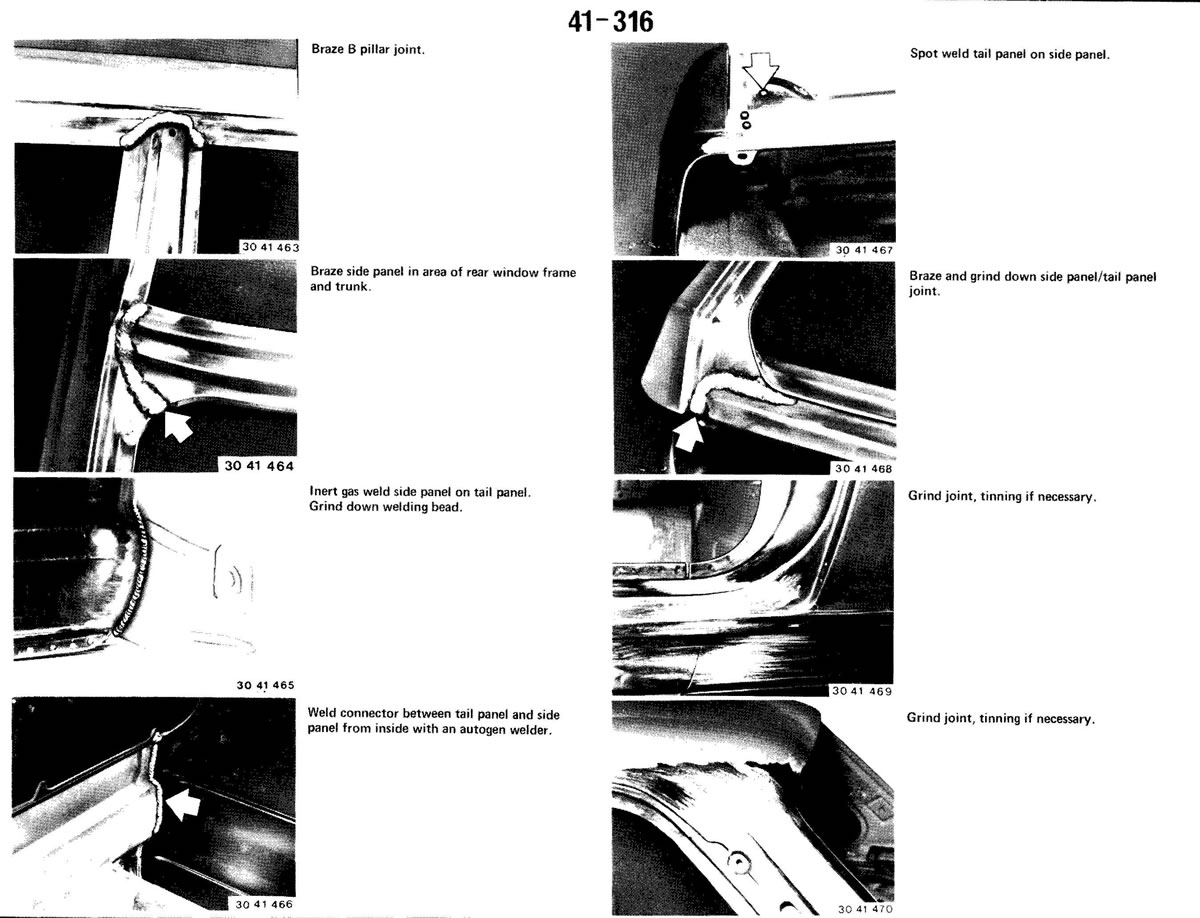 41-316
Braze B pillar joint.
30 41 463
Braze side panel in area of rear window frame
and trunk.
30 41 464
Inert gas weld side panel on tail panel.
Grind down welding bead.
30 41 465
Weld connector between tail panel and side
panel from inside with an autogen welder.
30 41 466
Spot weld tail panel on side panel.
30 41 467
Braze and grind down side panel/tail panel
joint.
30 41 468
Grind joint, tinning if necessary.
30 41 469
Grind joint, tinning if necessary.
30 41 470